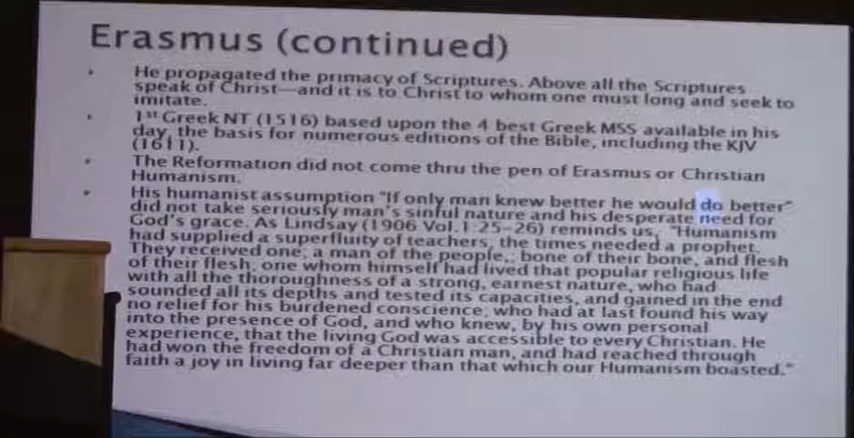 Erasmus (continued)
He propagated the primacy of Scriptures. Above all the Scriptures
speak of Christ—and it is to Christ to whom one must long and seek to
imitate.
1st Greek NT (1516) based upon the 4 best Greek MSS available in his
day, the basis for numerous editions of the Bible, including the KJV
(1611).
The Reformation did not come thru the pen of Erasmus or Christian
Humanism.
His humanist assumption "If only man knew better he would do better"
did not take seriously man's sinful nature and his desperate need for
God's grace. As Lindsay (1906 Vol.1:25-26) reminds us, "Humanism
had supplied a superfluity of teachers; the times needed a prophet.
They received one; a man of the people,; bone of their bone, and flesh
of their flesh; one whom himself had lived that popular religious life
with all the thoroughness of a strong, earnest nature, who had
sounded all its depths and tested its capacities, and gained in the end
no relief for his burdened conscience; who had at last found his way
into the presence of God, and who knew, by his own personal
experience, that the living God was accessible to every Christian. He
had won the freedom of a Christian man, and had reached through
faith a joy in living far deeper than that which our Humanism boasted."